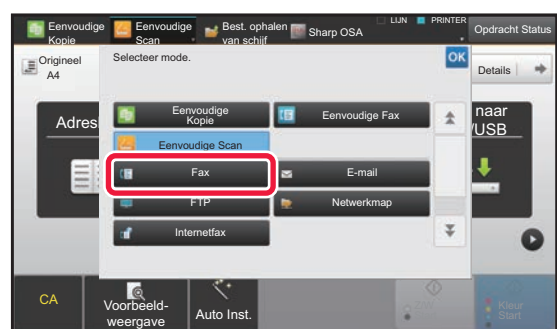 Eenvoudige
Kopie
Eenvoudige
Scan
Best. ophalen
van schijf
Sharp OSA
LIJN
PRINTER
Opdracht Status
Origineel
A4
Selecteer mode.
OK
Details
Adres
naar
/USB
Eenvoudige
Kopie
Eenvoudige Fax
Eenvoudige Scan
Fax
E-mail
FTP
Netwerkmap
Internetfax
CA
Voorbeeld-
weergave
Auto Inst.
Kleur
Start